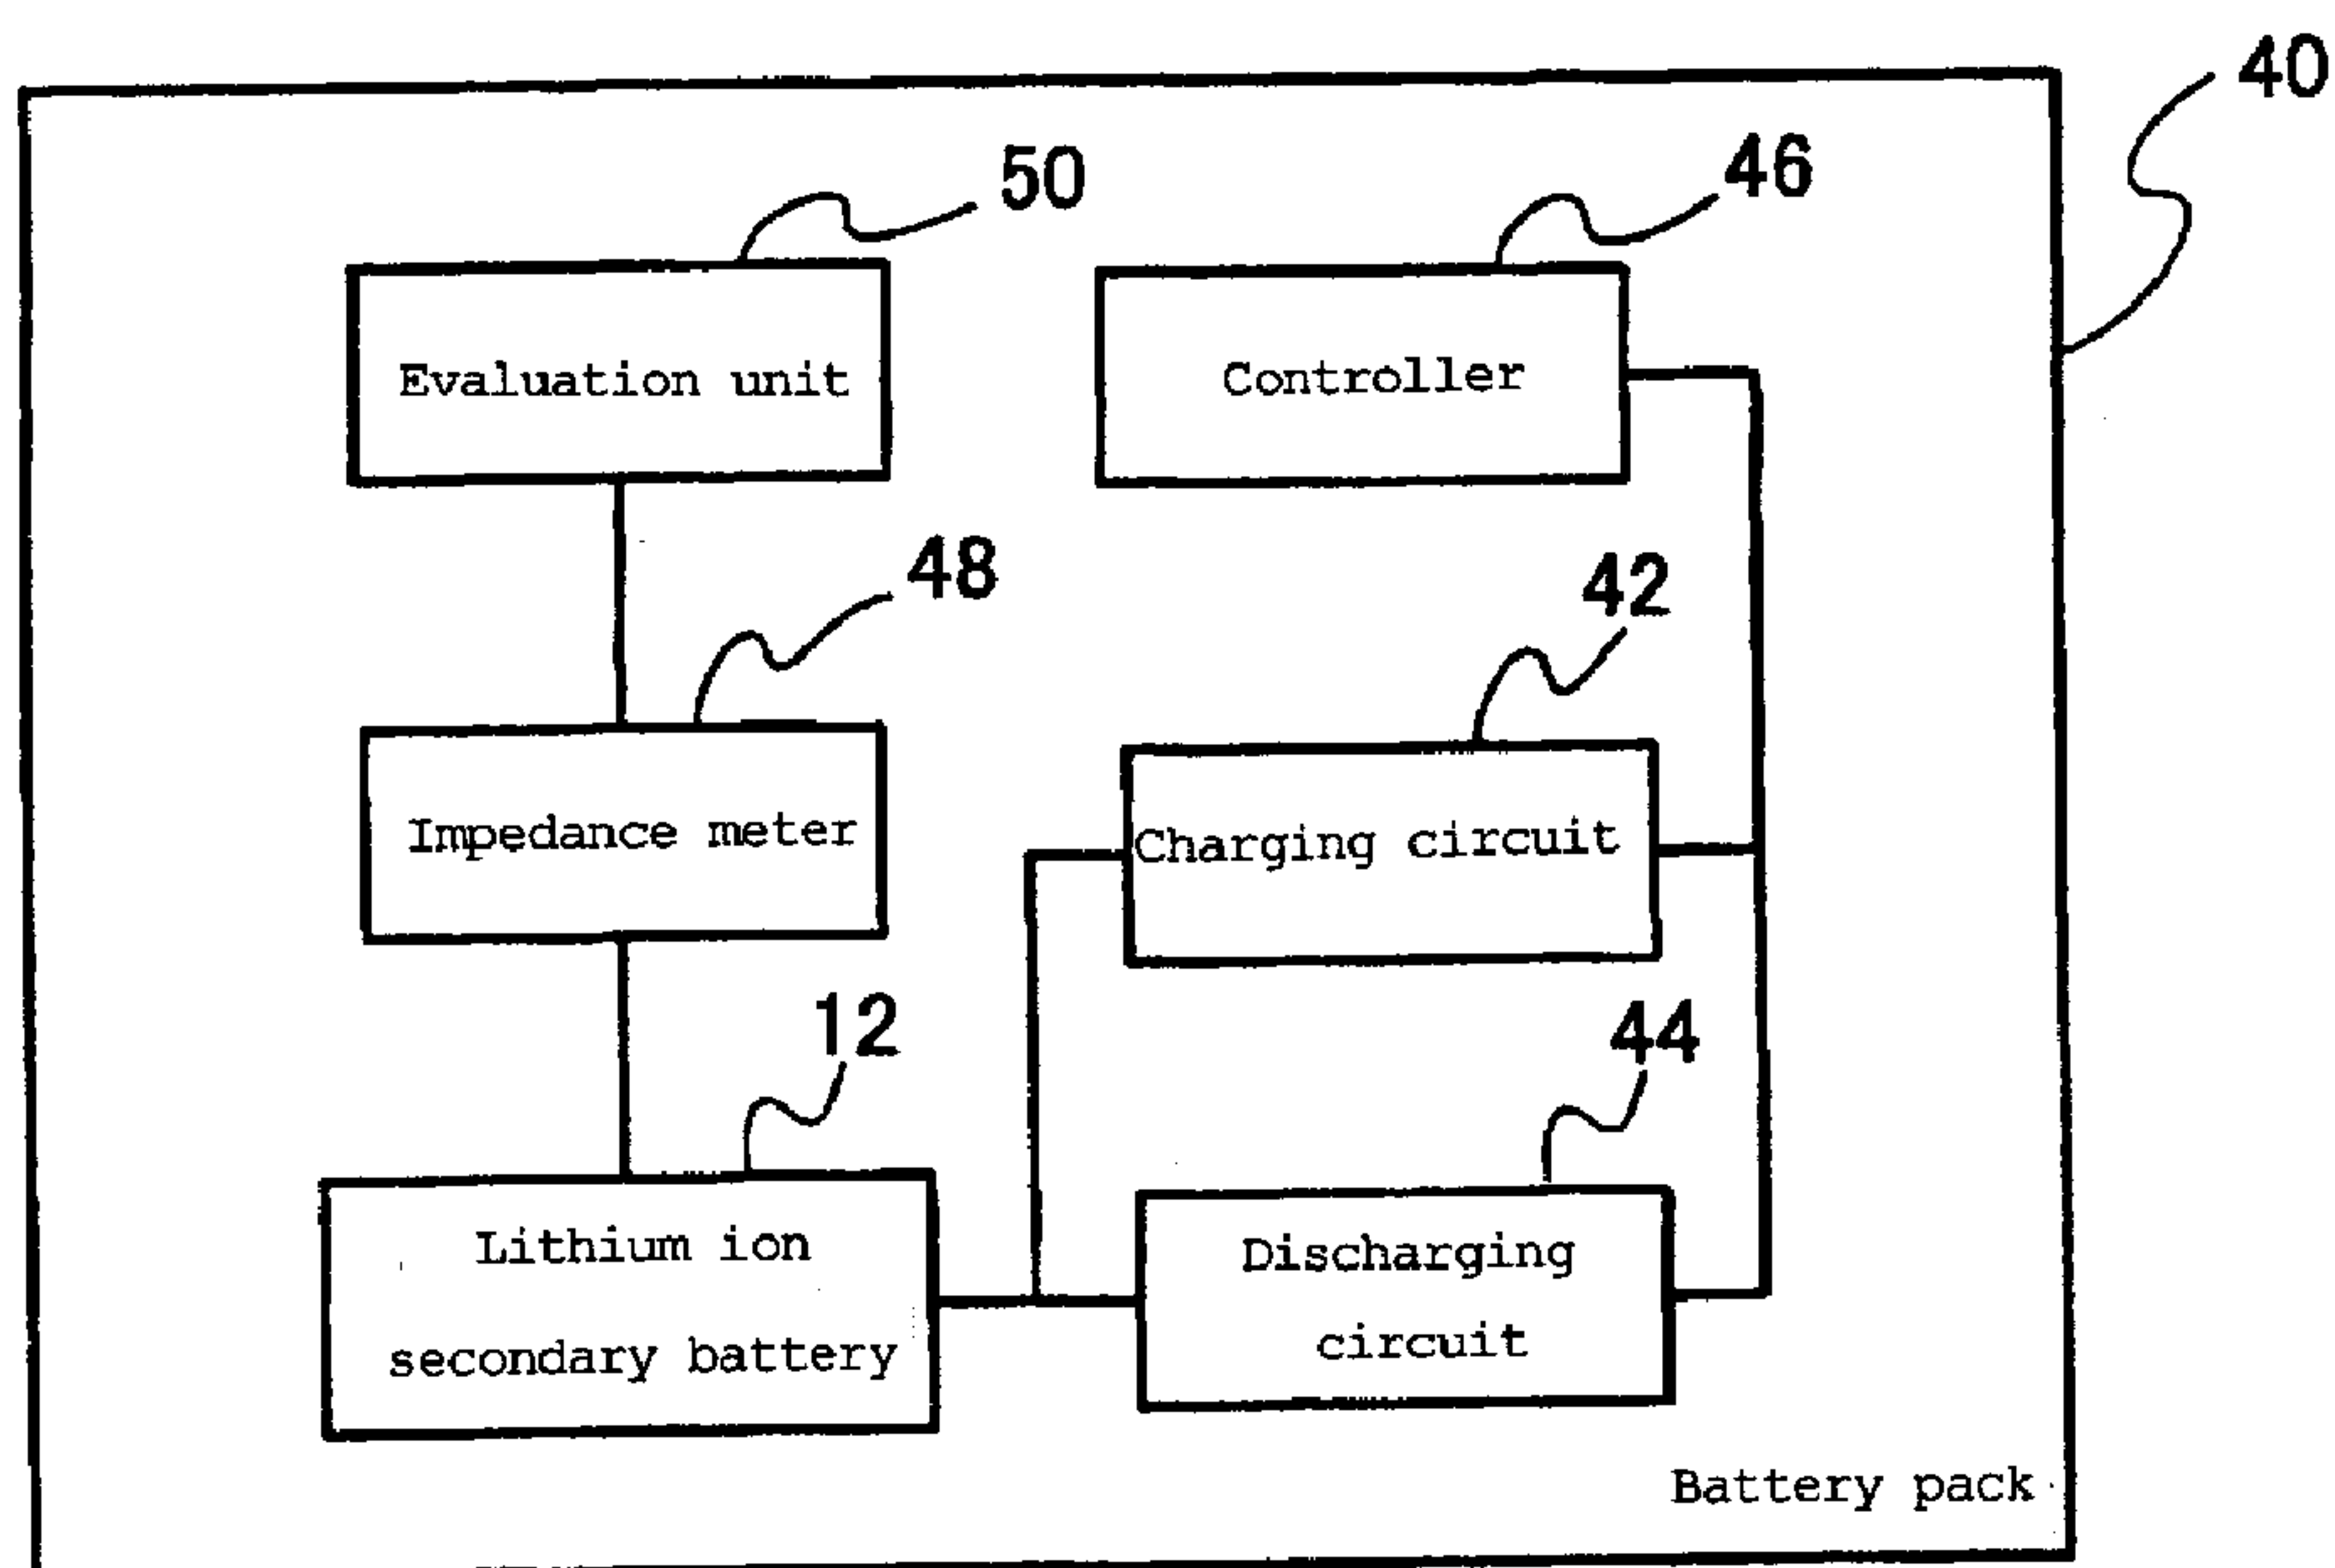 40
50
46
Evaluation unit
Controller
48
42
Impedance meter
Charging circuit
12
44
Lithium ion
secondary battery
Discharging
circuit
Battery pack